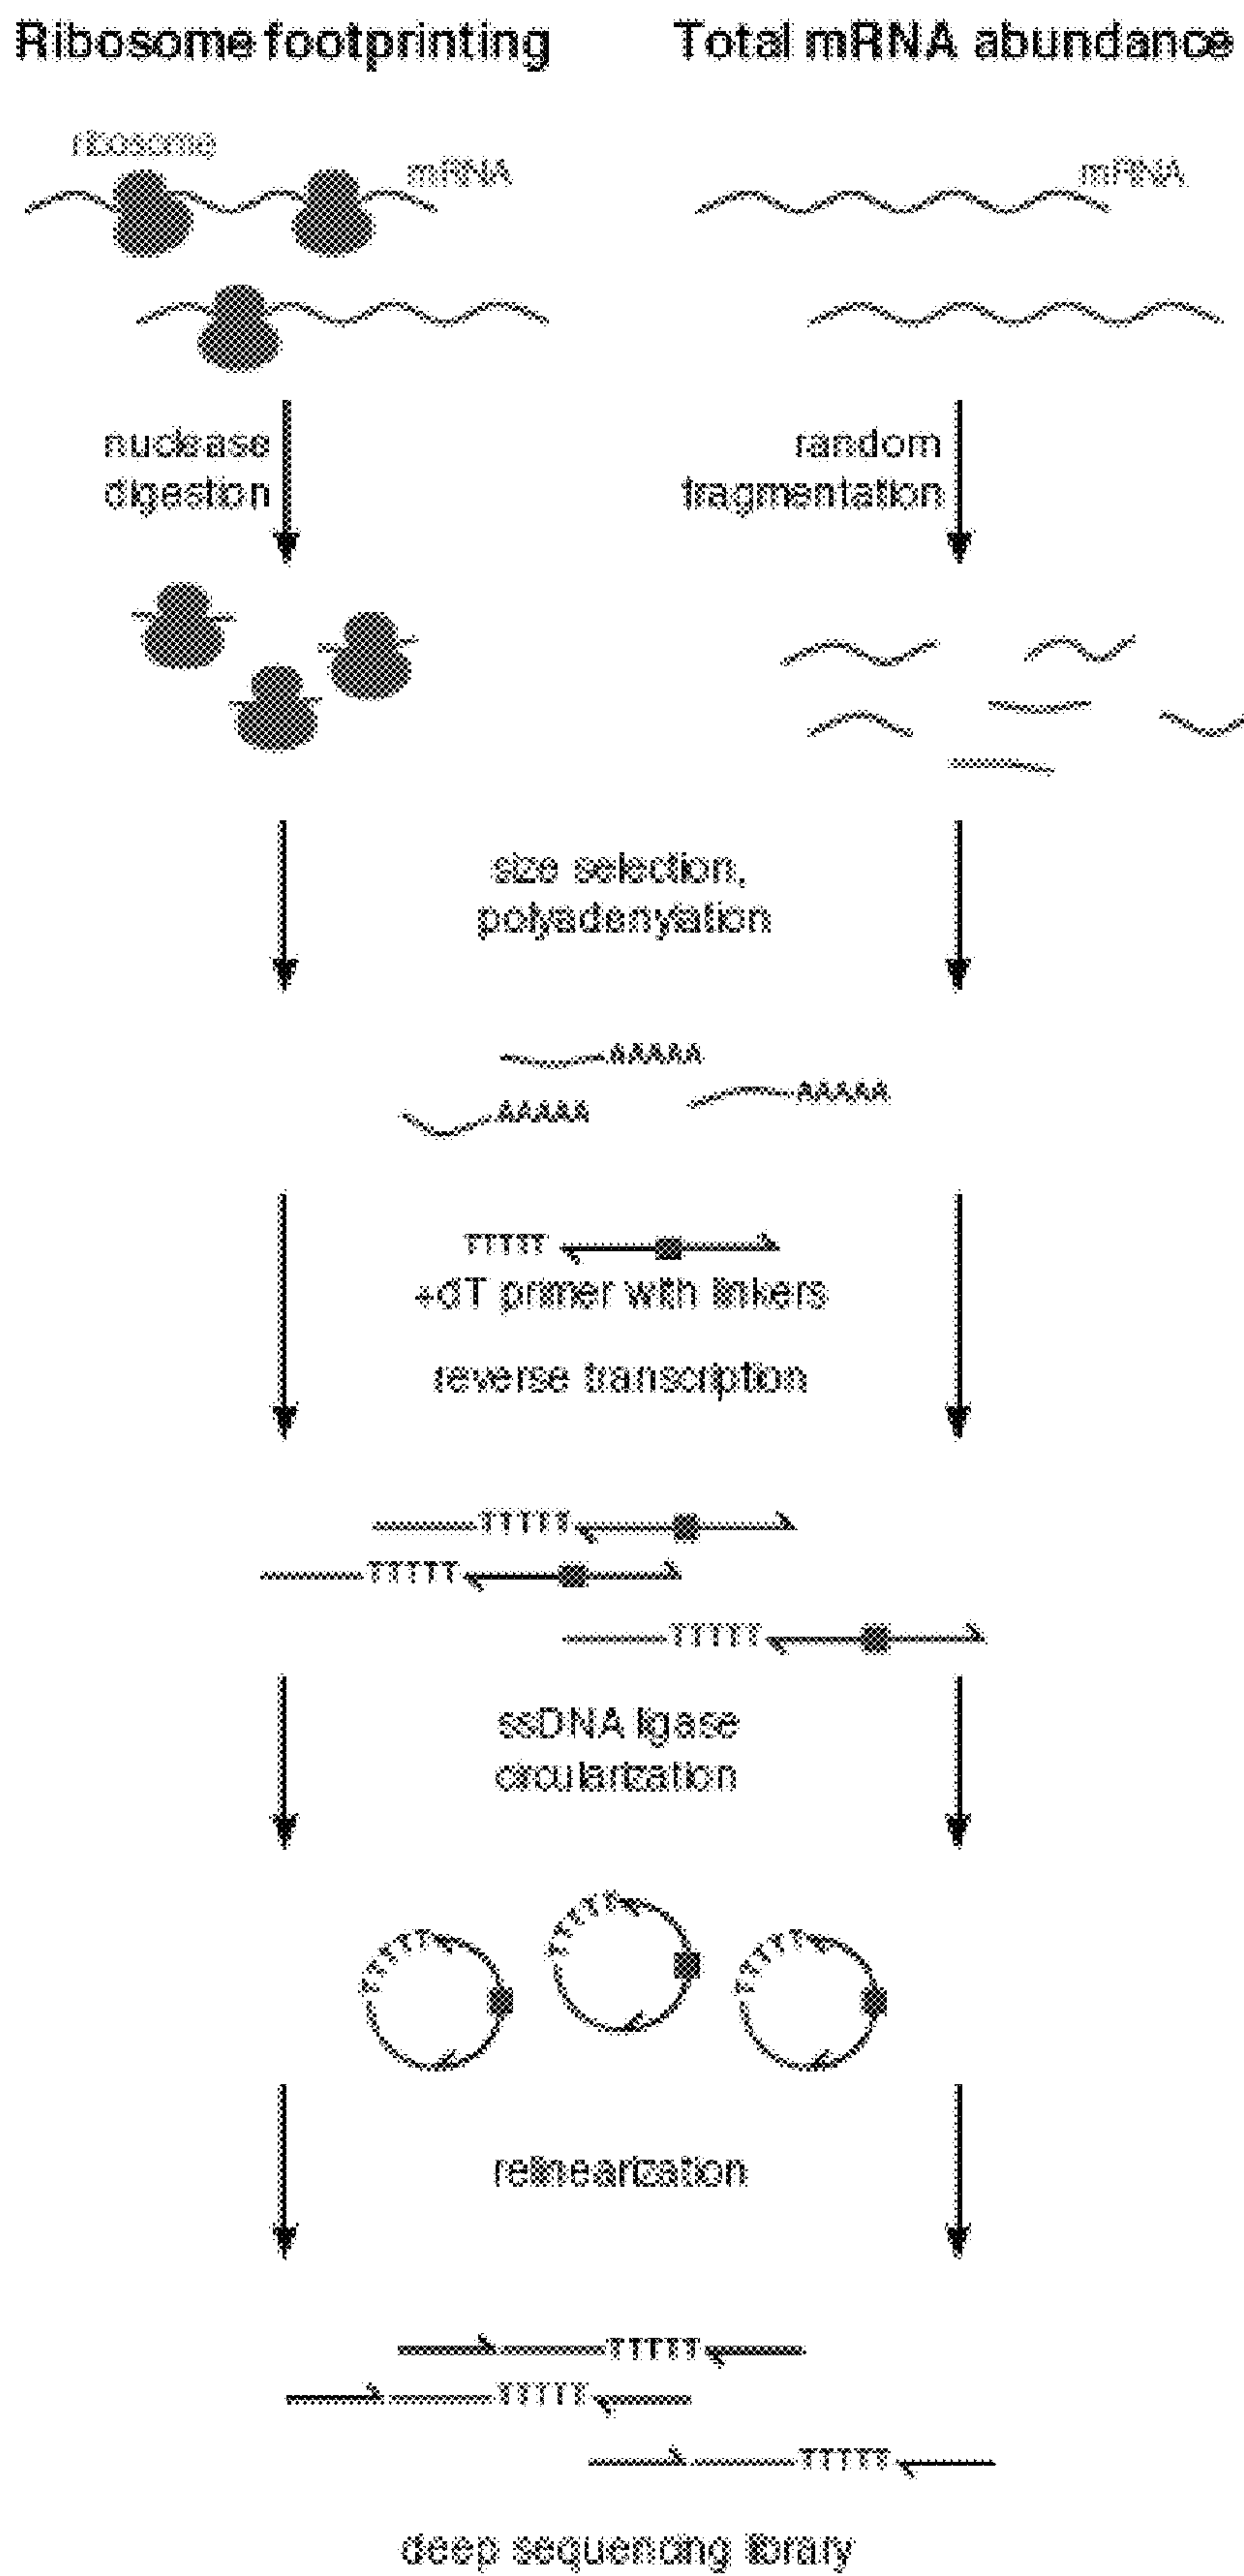 Ribosome footprinting
Total mRNA abundance
ribosome
mRNA
mRNA
nuclease
digestion
random
fragmentation
size selection,
polyadenylation
AAAAA
AAAAA
AAAAA
TTTTT
+dT primer with linkers
reverse transcription
TTTTT
TTTTT
TTTTT
ssDNA ligase
circularization
TTTTT
TTTTT
TTTTT
relinearization
TTTTT
TTTTT
TTTTT
deep sequencing library